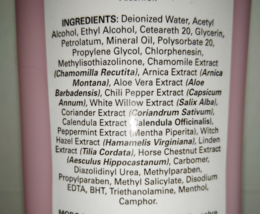 INGREDIENTS: Deionized Water, Acetyl
Alcohol, Ethyl Alcohol, Ceteareth 20, Glycerin,
Petrolatum, Mineral Oil, Polysorbate 20,
Propylene Glycol, Chlorphenesin,
Methylisothiazolinone, Chamomile Extract
(Chamomilla Recutita), Arnica Extract (Arnica
Montana), Aloe Vera Extract (Aloe
Barbadensis), Chili Pepper Extract (Capsicum
Annum), White Willow Extract (Salix Alba),
Coriander Extract (Coriandrum Sativum),
Calendula Extract (Calendula Officinalis)
Peppermint Extract (Mentha Piperita), Witch
Hazel Extract (Hamamelis Virginiana), Linden
Extract (Tilia Cordata), Horse Chestnut Extract
(Aesculus Hippocastanum), Carbomer,
Diazolidinyl Urea, Methylparaben,
Propylparaben, Methyl Salicylate, Disodium
EDTA, BHT, Triethanolamine, Menthol,
Camphor.